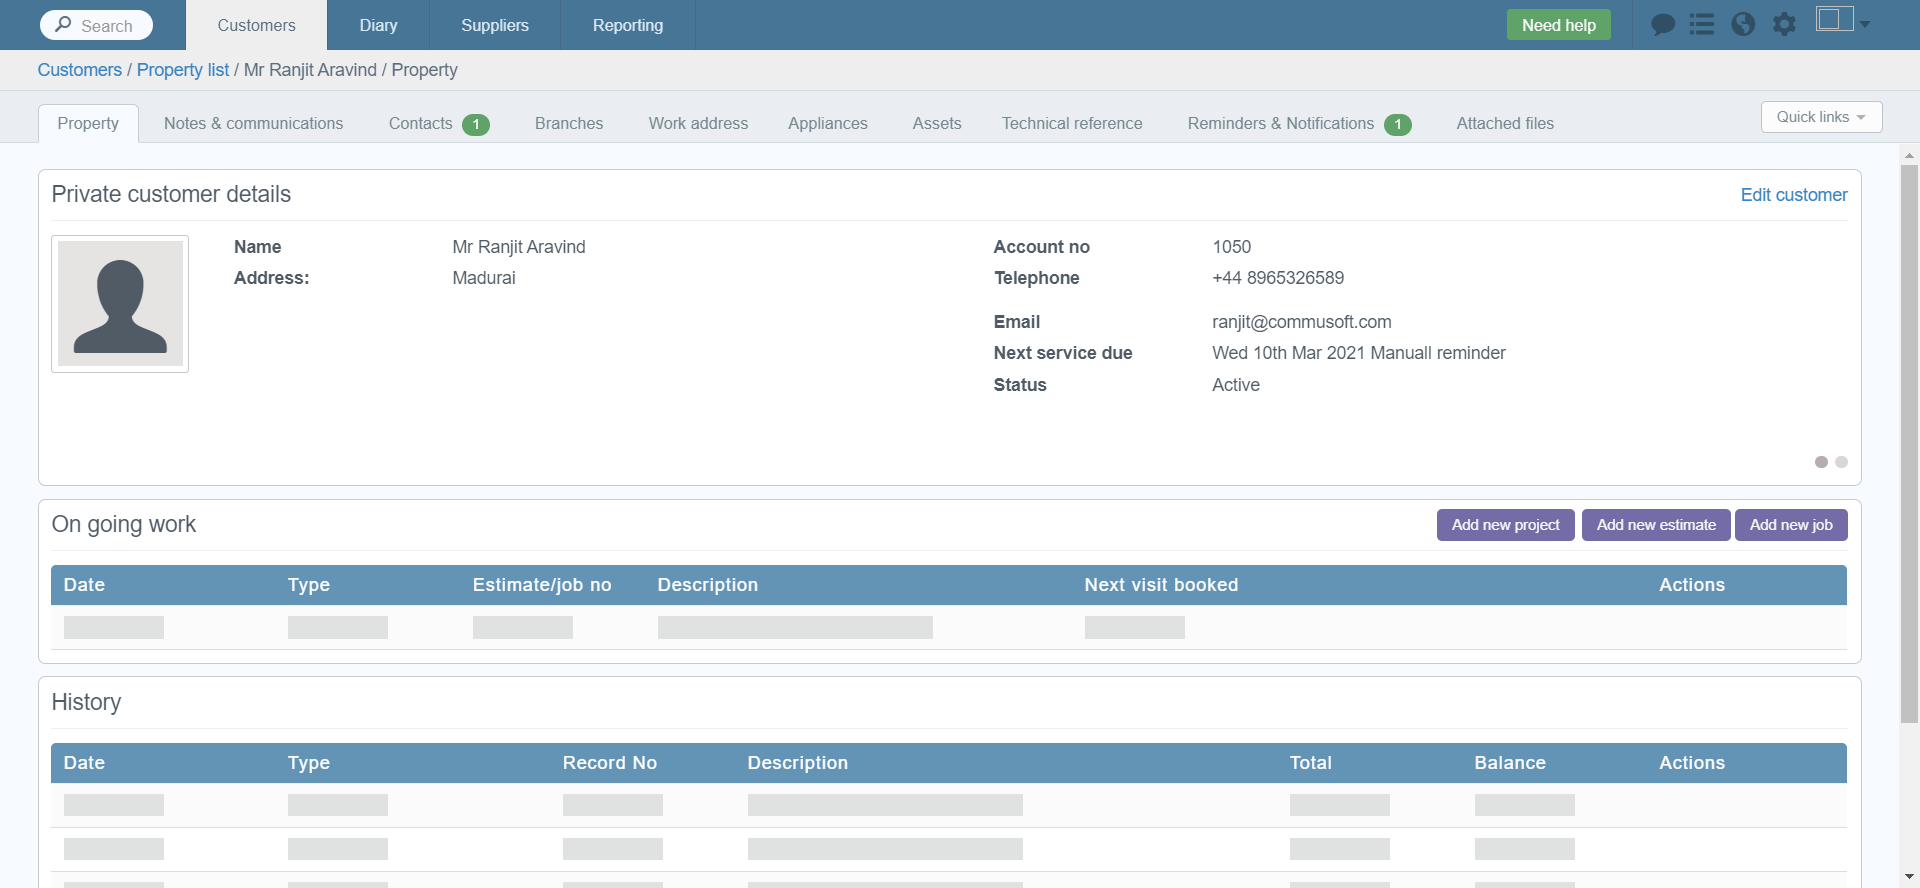 Search Customers Diary Suppliers Reporting Need help
Customers / Property list / Mr Ranjit Aravind / Property
Property Notes & communications Contacts 1 Branches Work address Appliances Assets Technical reference Reminders & Notifications 1 Attached files Quick links
Private customer details Edit customer
Name Mr Ranjit Aravind Account no 1050
Address: Madurai Telephone +44 8965326589
Email ranjit@commusoft.com
Next service due Wed 10th Mar 2021 Manuall reminder
Status Active
On going work Add new project Add new estimate Add new job
Date Type Estimate/job no Description Next visit booked Actions
History
Date Type Record No Description Total Balance Actions